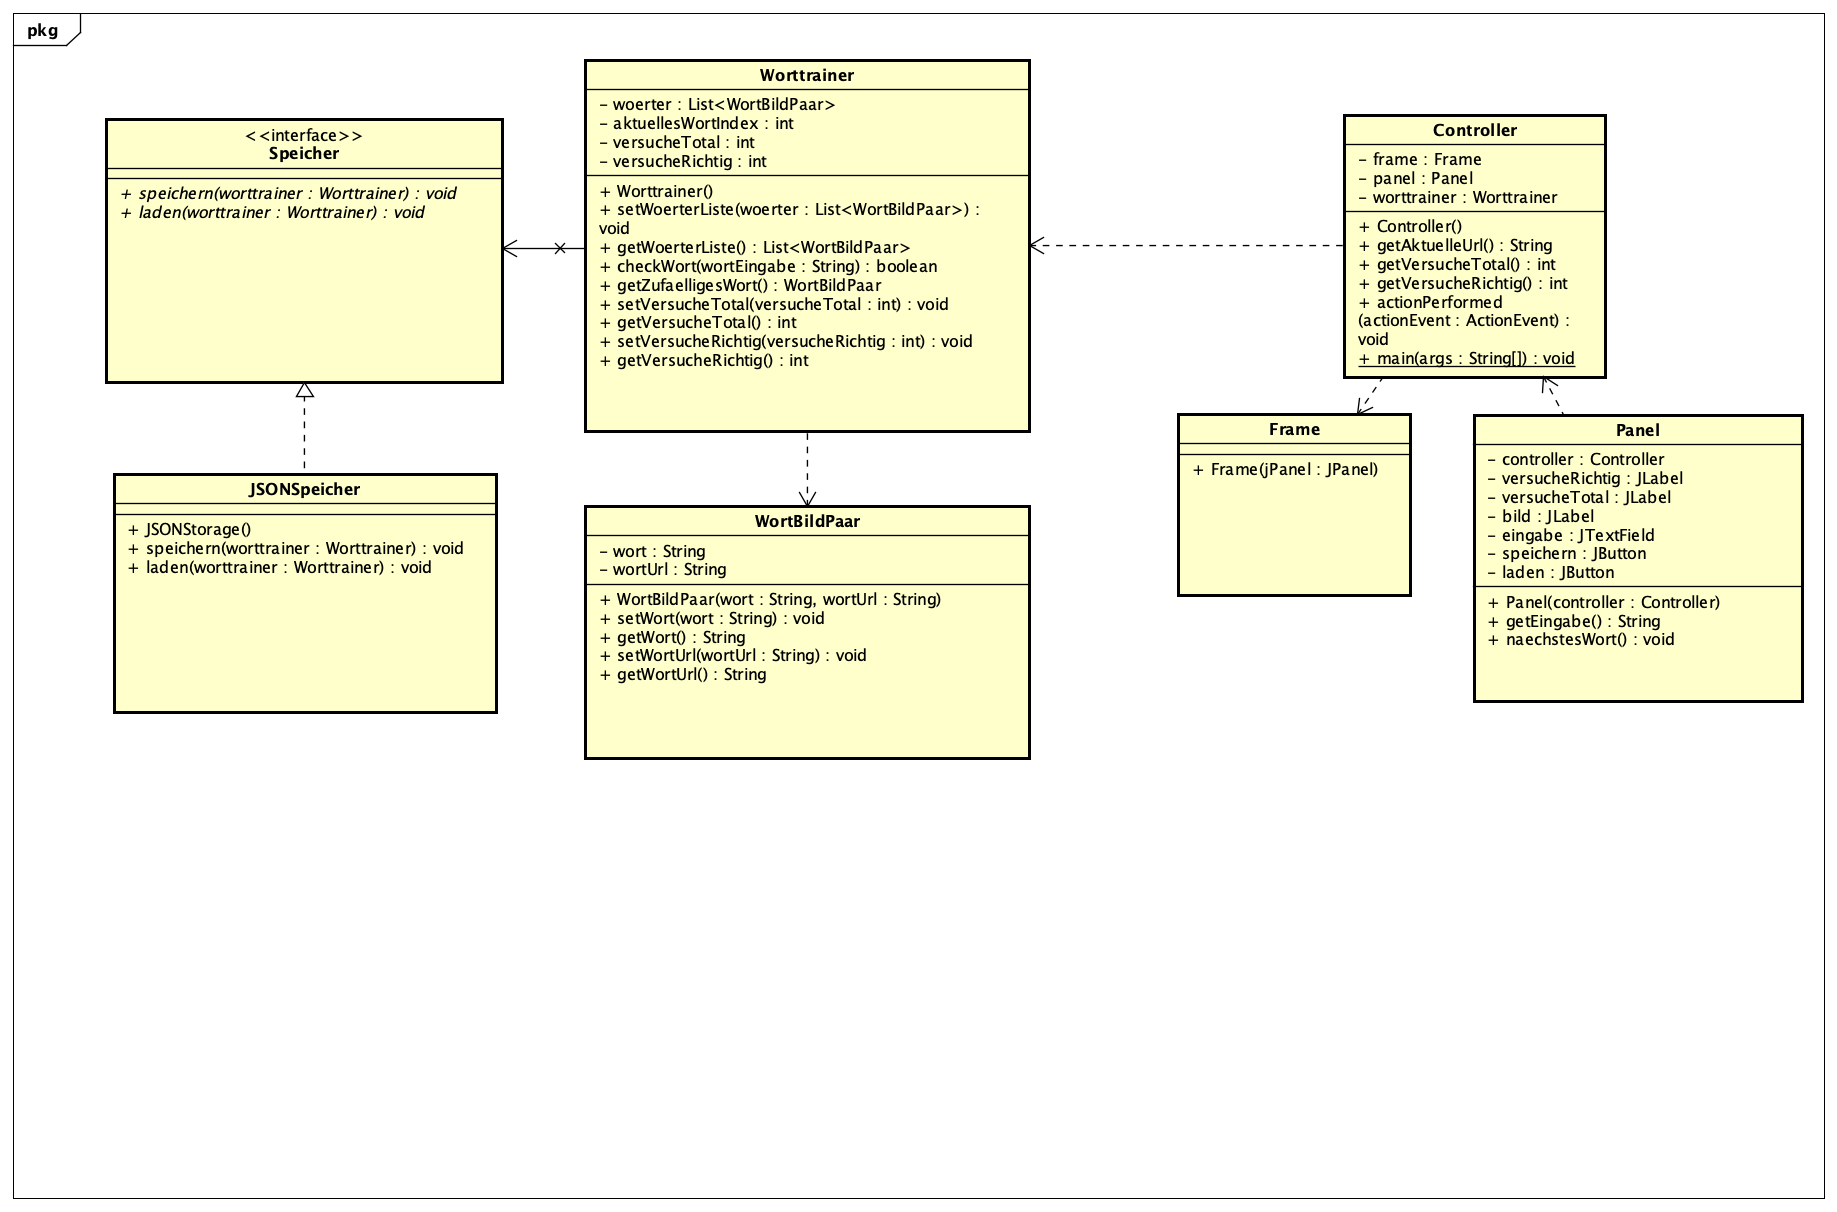 pkg
<<interface>>
Speicher
+ speichern(worttrainer : Worttrainer) : void
+ laden(worttrainer : Worttrainer) : void
JSONSpeicher
+ JSONStorage()
+ speichern(worttrainer : Worttrainer) : void
+ laden(worttrainer : Worttrainer) : void
Worttrainer
- woerter : List<WortBildPaar>
- aktuellesWortIndex : int
- versucheTotal : int
- versucheRichtig : int
+ Worttrainer()
+ setWoerterListe(woerter : List<WortBildPaar>) :
void
+ getWoerterListe() : List<WortBildPaar>
+ checkWort(wortEingabe : String) : boolean
+ getZufaelligesWort() : WortBildPaar
+ setVersucheTotal(versucheTotal : int) : void
+ getVersucheTotal() : int
+ setVersucheRichtig(versucheRichtig : int) : void
+ getVersucheRichtig() : int
WortBildPaar
- wort : String
- wortUrl : String
+ WortBildPaar(wort : String, wortUrl : String)
+ setWort(wort : String) : void
+ getWort() : String
+ setWortUrl(wortUrl : String) : void
+ getWortUrl() : String
Controller
- frame : Frame
- panel : Panel
- worttrainer : Worttrainer
+ Controller()
+ getAktuelleUrl() : String
+ getVersucheTotal() : int
+ getVersucheRichtig() : int
+ actionPerformed
(actionEvent : ActionEvent) :
void
+ main(args : String[]) : void
Frame
+ Frame(jPanel : JPanel)
Panel
- controller : Controller
- versucheRichtig : JLabel
- versucheTotal : JLabel
- bild : JLabel
- eingabe : JTextField
- speichern : JButton
- laden : JButton
+ Panel(controller : Controller)
+ getEingabe() : String
+ naechstesWort() : void